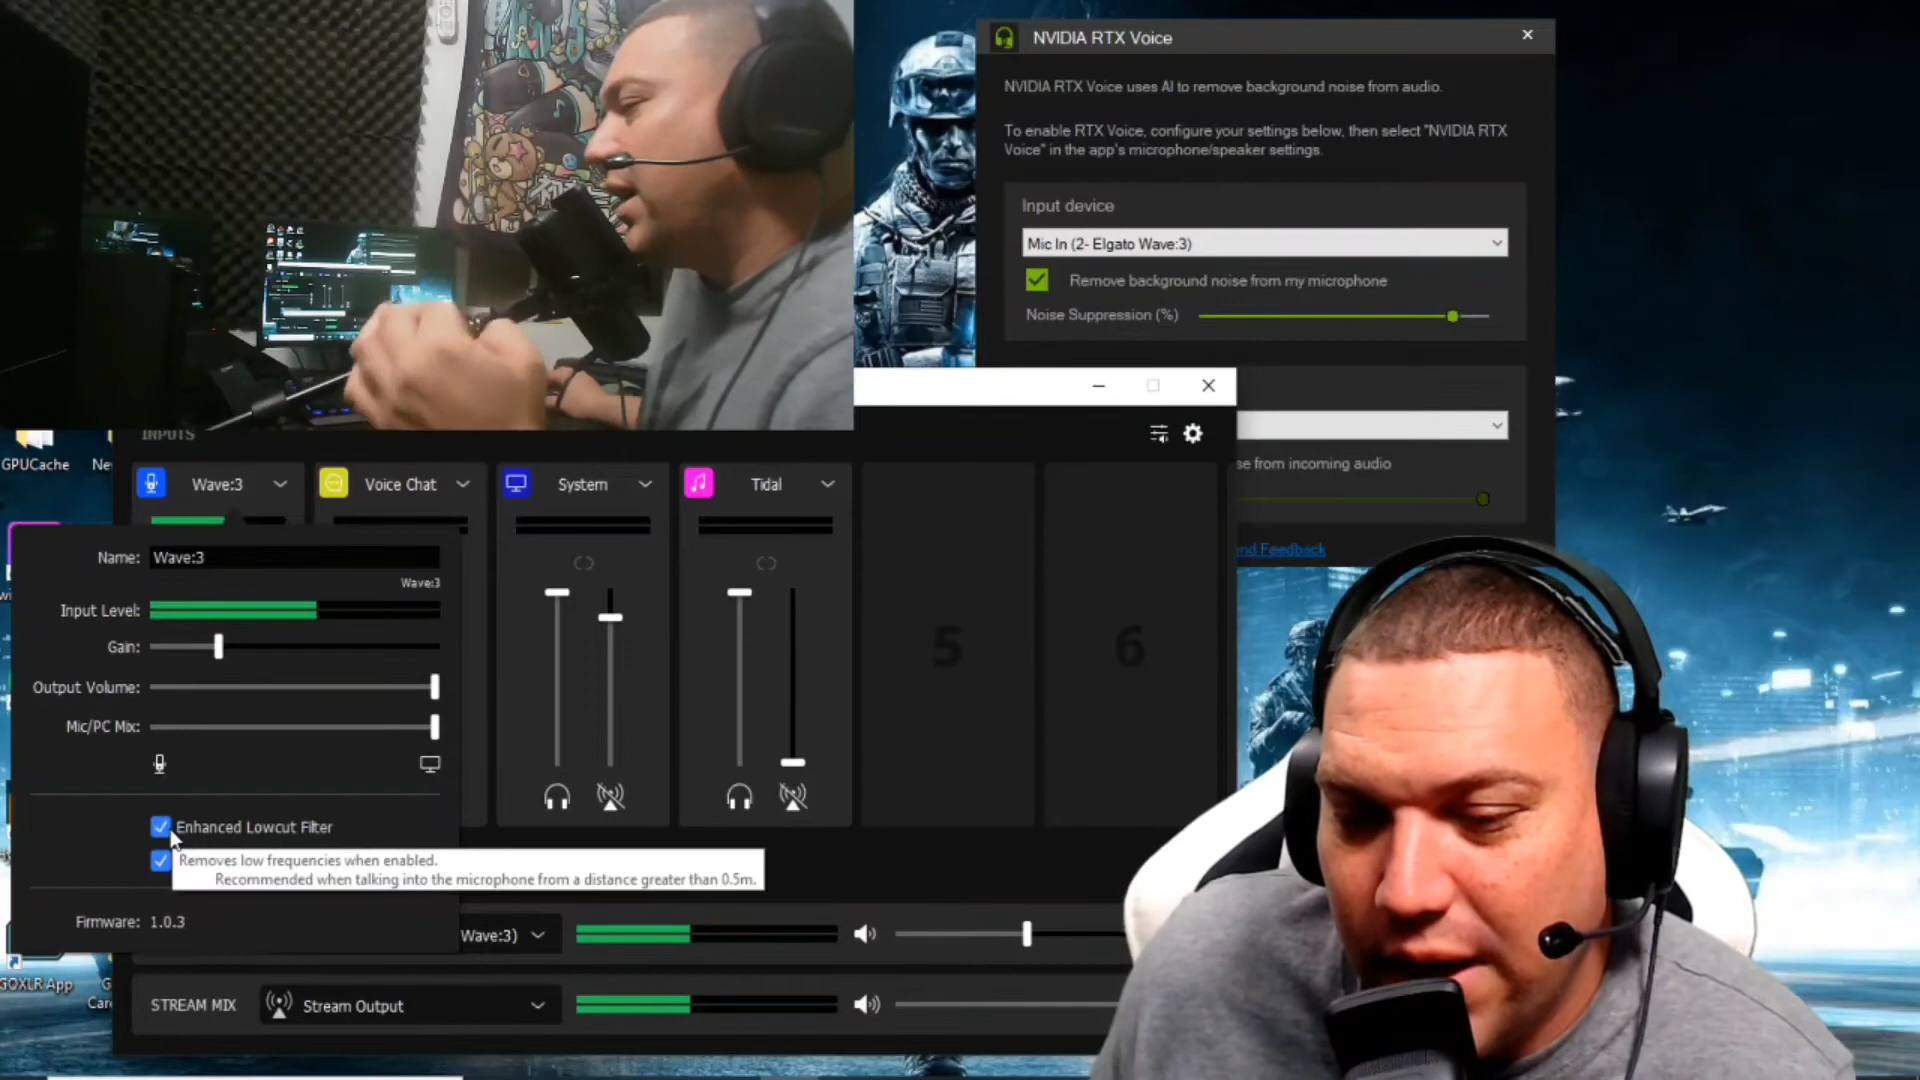 NVIDIA RTX Voice
NVIDIA RTX Voice uses AI to remove background noise from audio.
To enable RTX Voice, configure your settings below, then select "NVIDIA RTX
Voice" in the app's microphone/speaker settings.
Input device
Mic In (2- Elgato Wave:3)
Remove background noise from my microphone
Noise Suppression (%)
se from incoming audio
nd Feedback
INPUTS
GPUCache
Wave:3
Voice Chat
System
Tidal
5
6
Name:
Wave:3
Wave:3
Input Level:
Gain:
Output Volume:
Mic/PC Mix:
Enhanced Lowcut Filter
Removes low frequencies when enabled.
Recommended when talking into the microphone from a distance greater than 0.5m.
Firmware: 1.0.3
Wave:3)
GOXLR App
STREAM MIX
Stream Output